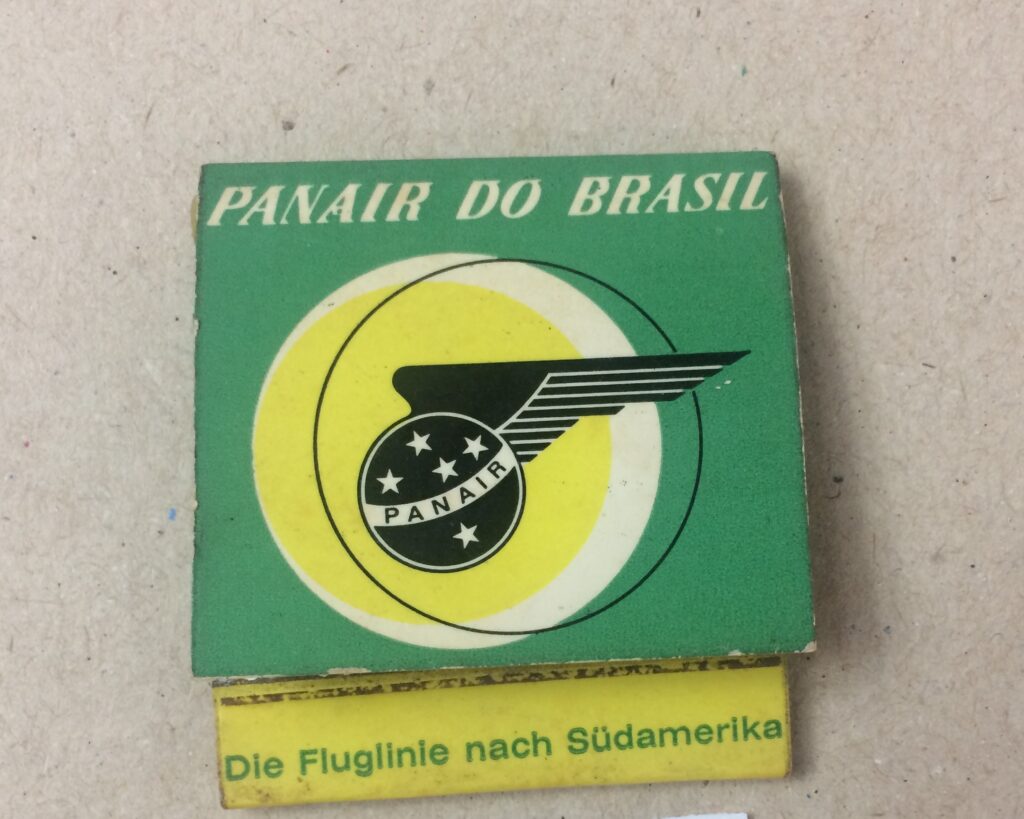 PANAIR DO BRASIL
PANAIR
Die Fluglinie nach Südamerika